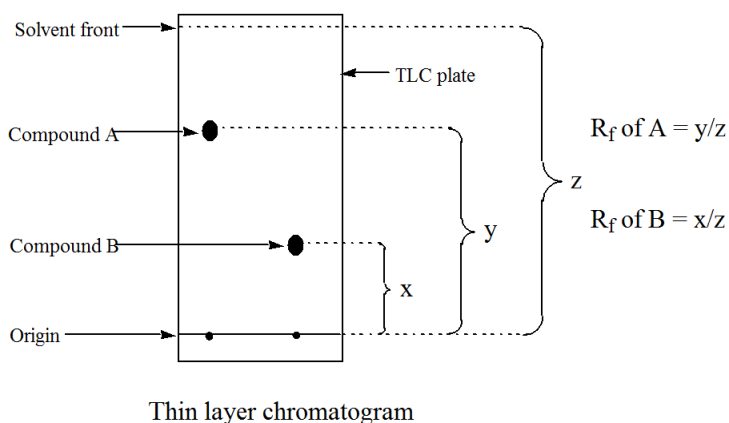 Solvent front
TLC plate
Compound A
Rf of A = y/z
z
Rf of B = x/z
y
Compound B
x
Origin
Thin layer chromatogram